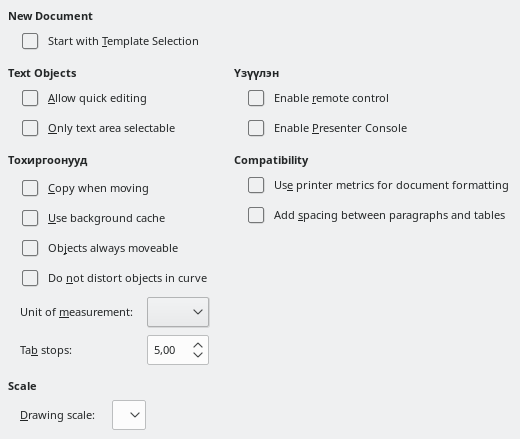 New Document
Start with Template Selection
Text Objects
Allow quick editing
Only text area selectable
Үзүүлэн
Enable remote control
Enable Presenter Console
Тохиргоонууд
Copy when moving
Use background cache
Objects always moveable
Do not distort objects in curve
Unit of measurement:
Tab stops:
5,00
Compatibility
Use printer metrics for document formatting
Add spacing between paragraphs and tables
Scale
Drawing scale: